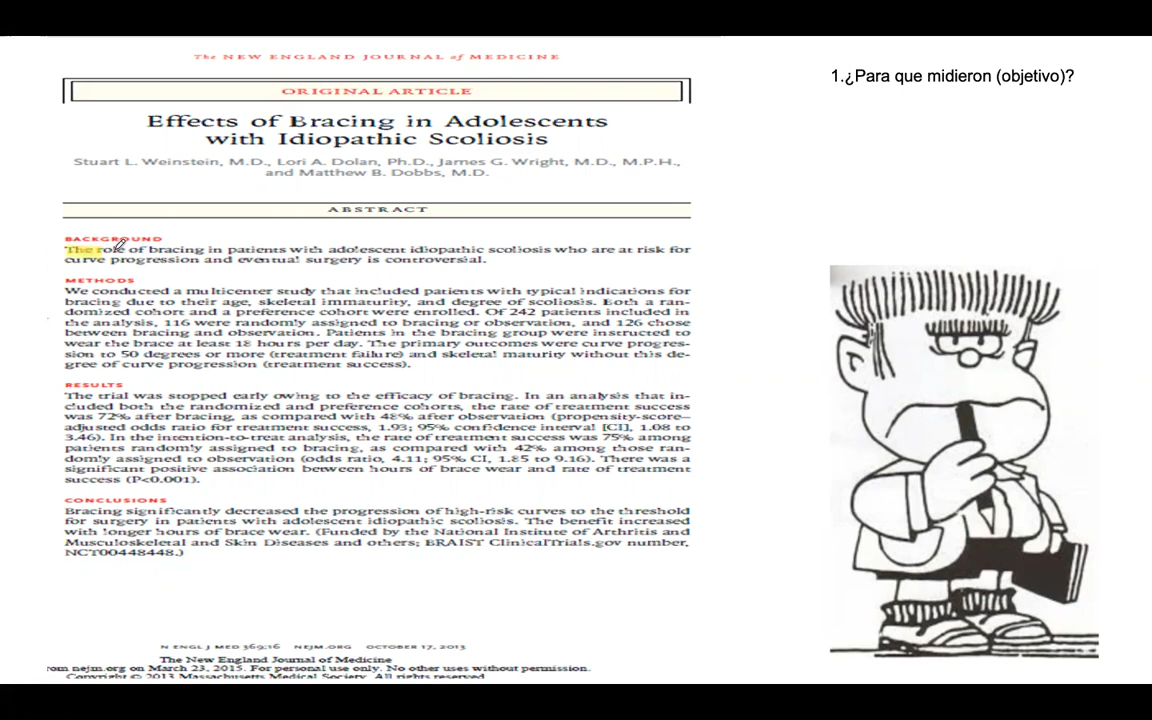 The NEW ENGLAND JOURNAL of MEDICINE
ORIGINAL ARTICLE
Effects of Bracing in Adolescents
with Idiopathic Scoliosis
Stuart L. Weinstein, M.D., Lori A. Dolan, Ph.D., James G. Wright, M.D., M.P.H.,
and Matthew B. Dobbs, M.D.
ABSTRACT
BACKGROUND
The role of bracing in patients with adolescent idiopathic scoliosis who are at risk for
curve progression and eventual surgery is controversial.
METHODS
We conducted a multicenter study that included patients with typical indications for
bracing due to their age, skeletal immaturity, and degree of scoliosis. Both a ran-
domized cohort and a preference cohort were enrolled. Of 242 patients included in
the analysis, 116 were randomly assigned to bracing or observation, and 126 chose
between bracing and observation. Patients in the bracing group were instructed to
wear the brace at least 18 hours per day. The primary outcomes were curve progres-
sion to 50 degrees or more (treatment failure) and skeletal maturity without this de-
gree of curve progression (treatment success).
RESULTS
The trial was stopped early owing to the efficacy of bracing. In an analysis that in-
cluded both the randomized and preference cohorts, the rate of treatment success
was 72% after bracing, as compared with 48% after observation (propensity-score–
adjusted odds ratio for treatment success, 1.93; 95% confidence interval [CI], 1.08 to
3.46). In the intention-to-treat analysis, the rate of treatment success was 75% among
patients randomly assigned to bracing, as compared with 42% among those ran-
domly assigned to observation (odds ratio, 4.11; 95% CI, 1.85 to 9.16). There was a
significant positive association between hours of brace wear and rate of treatment
success (P<0.001).
CONCLUSIONS
Bracing significantly decreased the progression of high-risk curves to the threshold
for surgery in patients with adolescent idiopathic scoliosis. The benefit increased
with longer hours of brace wear. (Funded by the National Institute of Arthritis and
Musculoskeletal and Skin Diseases and others; BRAIST ClinicalTrials.gov number,
NCT00448448.)
N ENGL J MED 369;16 NEJM.ORG OCTOBER 17, 2013
The New England Journal of Medicine
rom nejm.org on March 23, 2015. For personal use only. No other uses without permission.
Copyright © 2013 Massachusetts Medical Society. All rights reserved
1.¿Para que midieron (objetivo)?